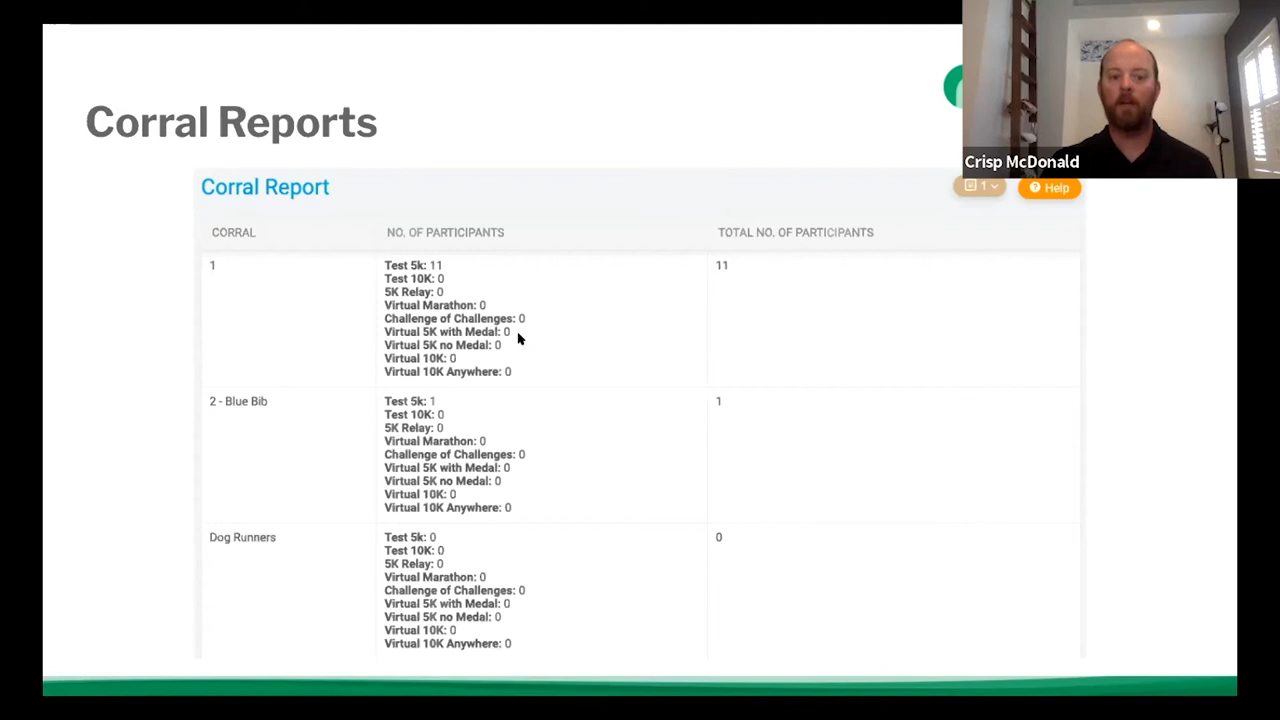 Corral Reports
Crisp McDonald
Corral Report
1
Help
CORRAL NO. OF PARTICIPANTS TOTAL NO. OF PARTICIPANTS
1
Test 5k: 11
Test 10K: 0
5K Relay: 0
Virtual Marathon: 0
Challenge of Challenges: 0
Virtual 5K with Medal: 0
Virtual 5K no Medal: 0
Virtual 10K: 0
Virtual 10K Anywhere: 0
11
2 - Blue Bib
Test 5k: 1
Test 10K: 0
5K Relay: 0
Virtual Marathon: 0
Challenge of Challenges: 0
Virtual 5K with Medal: 0
Virtual 5K no Medal: 0
Virtual 10K: 0
Virtual 10K Anywhere: 0
1
Dog Runners
Test 5k: 0
Test 10K: 0
5K Relay: 0
Virtual Marathon: 0
Challenge of Challenges: 0
Virtual 5K with Medal: 0
Virtual 5K no Medal: 0
Virtual 10K: 0
Virtual 10K Anywhere: 0
0